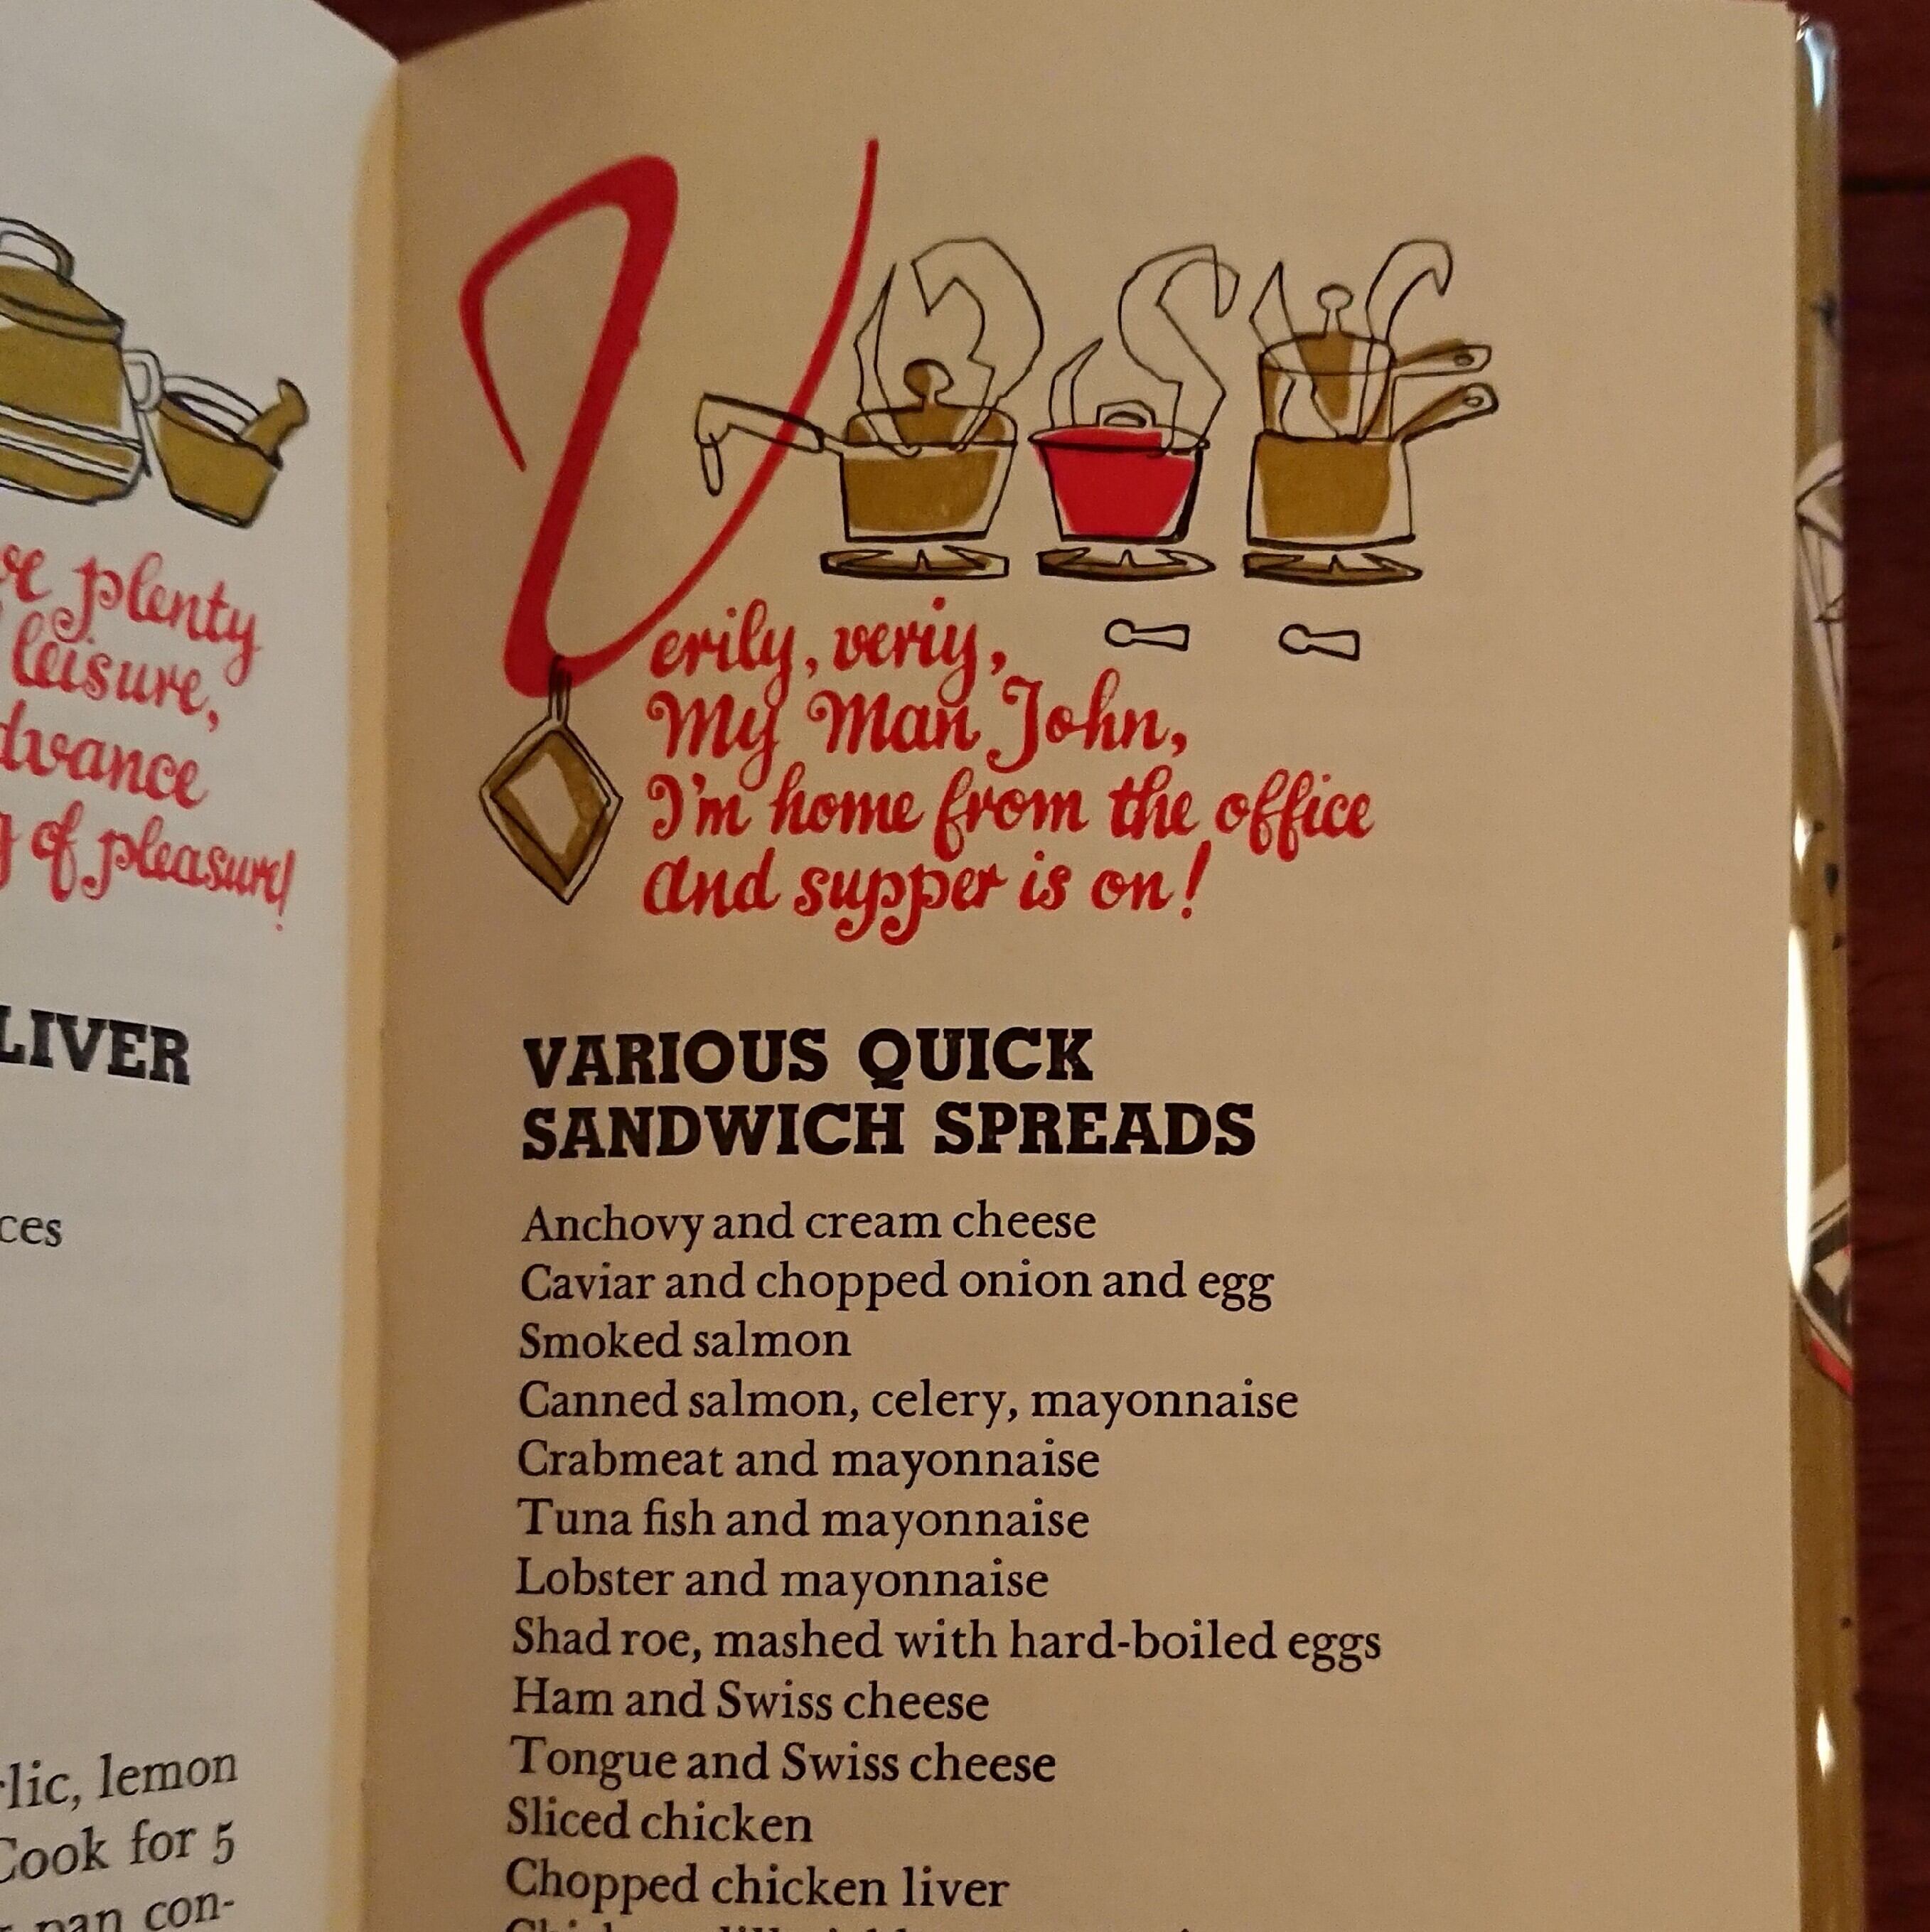 plenty
leisure,
of pleasure!
LIVER
lemon
Cook for 5
pan con-
Verily, veriy,
My Man John,
I'm home from the office
and supper is on!
VARIOUS QUICK
SANDWICH SPREADS
Anchovy and cream cheese
Caviar and chopped onion and egg
Smoked salmon
Canned salmon, celery, mayonnaise
Crabmeat and mayonnaise
Tuna fish and mayonnaise
Lobster and mayonnaise
Shad roe, mashed with hard-boiled eggs
Ham and Swiss cheese
Tongue and Swiss cheese
Sliced chicken
Chopped chicken liver